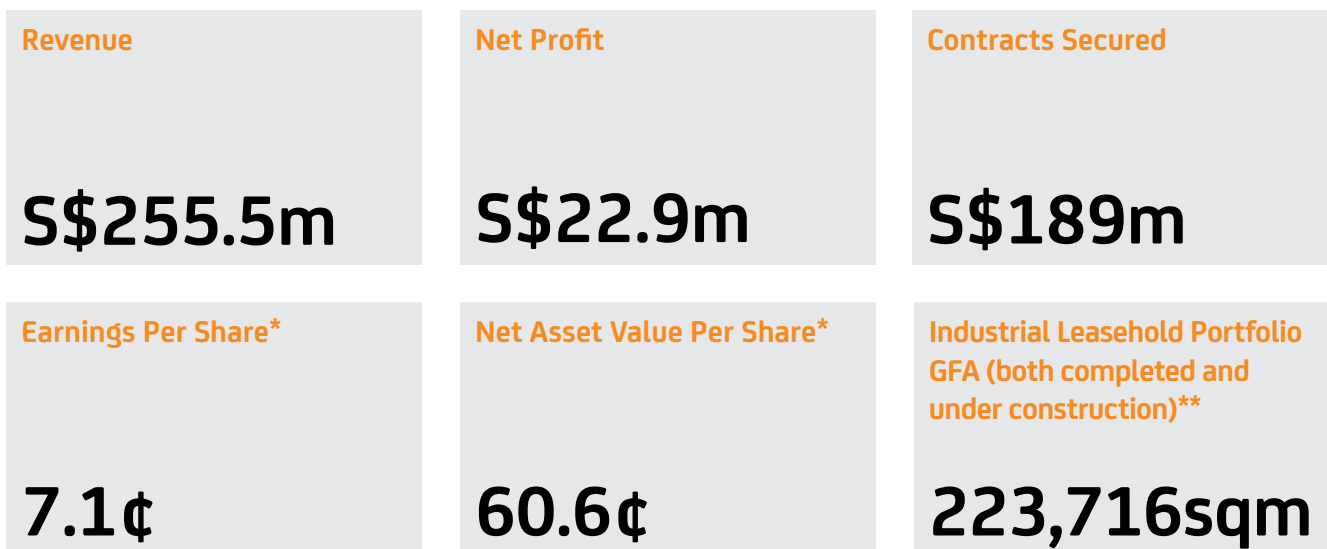 Revenue
S$255.5m
Net Profit
S$22.9m
Contracts Secured
S$189m
Earnings Per Share*
7.1¢
Net Asset Value Per Share*
60.6¢
Industrial Leasehold Portfolio
GFA (both completed and
under construction)**
223,716sqm